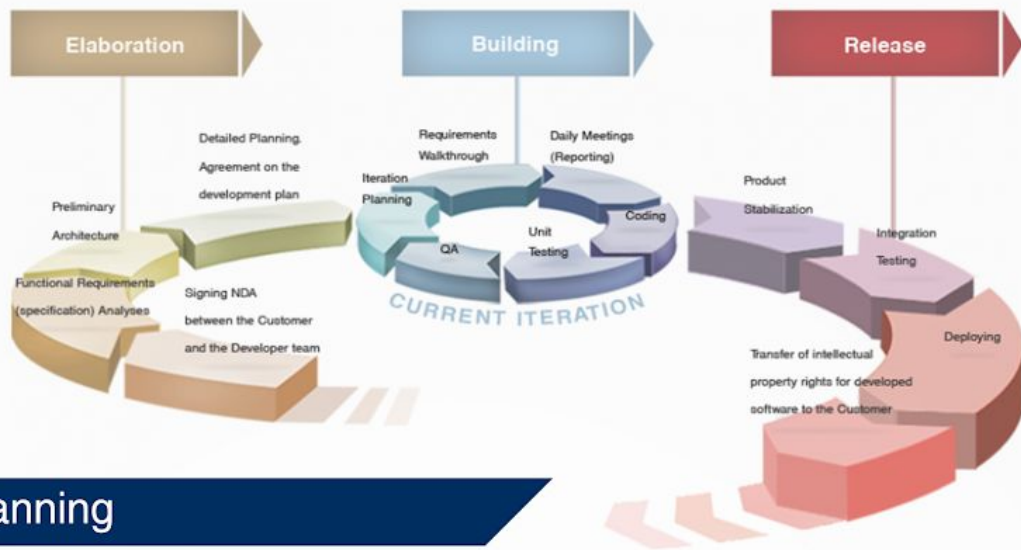 Elaboration
Building
Release
Detailed Planning.
Agreement on the
development plan
Preliminary
Architecture
Functional Requirements
(specification) Analyses
Signing NDA
between the Customer
and the Developer team
Requirements
Walkthrough
Daily Meetings
(Reporting)
Iteration
Planning
Coding
QA
Unit
Testing
CURRENT ITERATION
Product
Stabilization
Integration
Testing
Deploying
Transfer of intellectual
property rights for developed
software to the Customer
anning